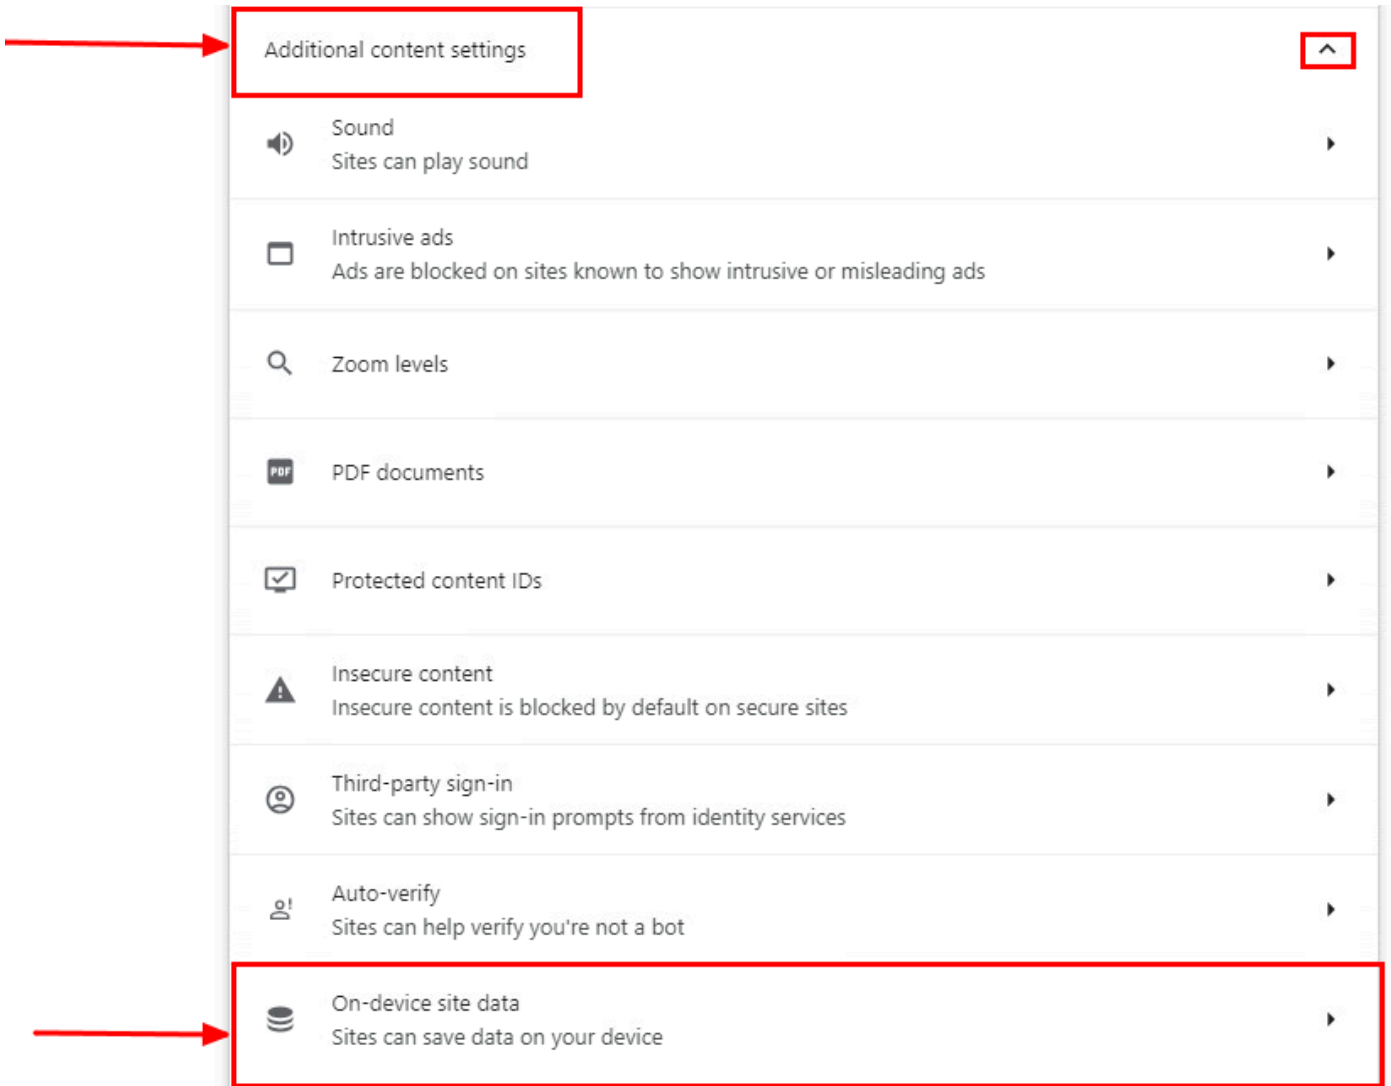 Additional content settings
Sound
Sites can play sound
Intrusive ads
Ads are blocked on sites known to show intrusive or misleading ads
Zoom levels
PDF
PDF documents
Protected content IDs
Insecure content
Insecure content is blocked by default on secure sites
Third-party sign-in
Sites can show sign-in prompts from identity services
Auto-verify
Sites can help verify you're not a bot
On-device site data
Sites can save data on your device